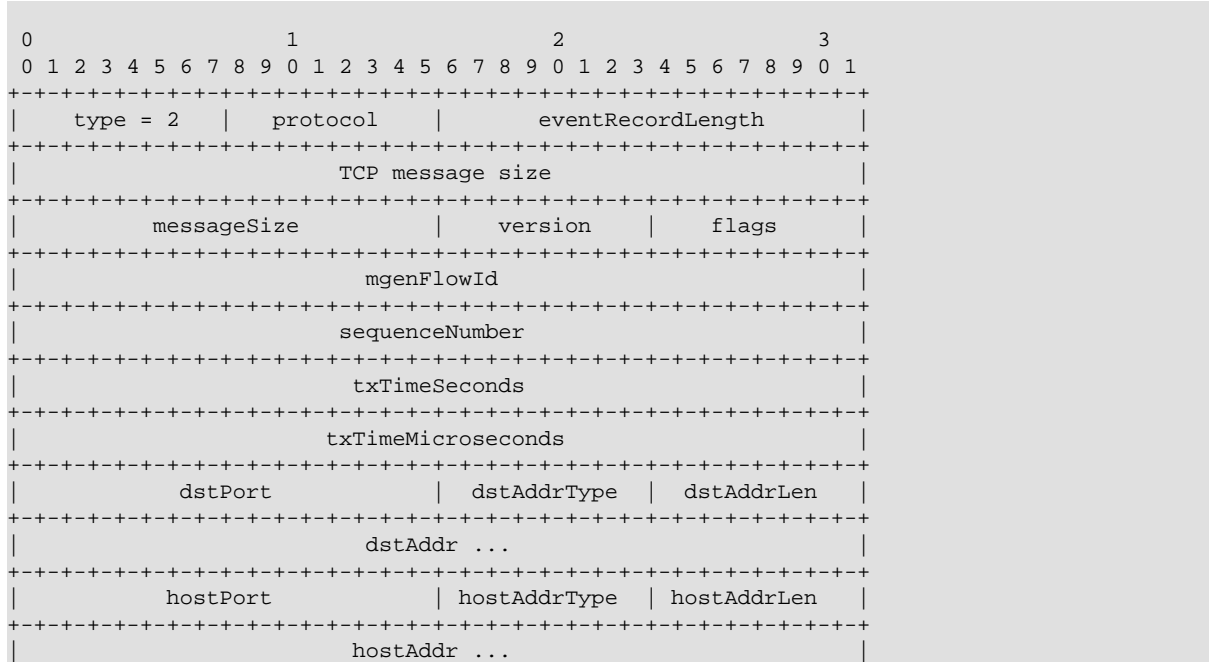 0                   1                   2                   3
 0 1 2 3 4 5 6 7 8 9 0 1 2 3 4 5 6 7 8 9 0 1 2 3 4 5 6 7 8 9 0 1
+-+-+-+-+-+-+-+-+-+-+-+-+-+-+-+-+-+-+-+-+-+-+-+-+-+-+-+-+-+-+-+-+
|    type = 2   |   protocol    |       eventRecordLength       |
+-+-+-+-+-+-+-+-+-+-+-+-+-+-+-+-+-+-+-+-+-+-+-+-+-+-+-+-+-+-+-+-+
|                        TCP message size                       |
+-+-+-+-+-+-+-+-+-+-+-+-+-+-+-+-+-+-+-+-+-+-+-+-+-+-+-+-+-+-+-+-+
|          messageSize          |    version    |    flags      |
+-+-+-+-+-+-+-+-+-+-+-+-+-+-+-+-+-+-+-+-+-+-+-+-+-+-+-+-+-+-+-+-+
|                          mgenFlowId                           |
+-+-+-+-+-+-+-+-+-+-+-+-+-+-+-+-+-+-+-+-+-+-+-+-+-+-+-+-+-+-+-+-+
|                        sequenceNumber                         |
+-+-+-+-+-+-+-+-+-+-+-+-+-+-+-+-+-+-+-+-+-+-+-+-+-+-+-+-+-+-+-+-+
|                         txTimeSeconds                         |
+-+-+-+-+-+-+-+-+-+-+-+-+-+-+-+-+-+-+-+-+-+-+-+-+-+-+-+-+-+-+-+-+
|                       txTimeMicroseconds                      |
+-+-+-+-+-+-+-+-+-+-+-+-+-+-+-+-+-+-+-+-+-+-+-+-+-+-+-+-+-+-+-+-+
|            dstPort            |  dstAddrType  |  dstAddrLen   |
+-+-+-+-+-+-+-+-+-+-+-+-+-+-+-+-+-+-+-+-+-+-+-+-+-+-+-+-+-+-+-+-+
|                          dstAddr ...                          |
+-+-+-+-+-+-+-+-+-+-+-+-+-+-+-+-+-+-+-+-+-+-+-+-+-+-+-+-+-+-+-+-+
|           hostPort            | hostAddrType  | hostAddrLen   |
+-+-+-+-+-+-+-+-+-+-+-+-+-+-+-+-+-+-+-+-+-+-+-+-+-+-+-+-+-+-+-+-+
|                         hostAddr ...                          |